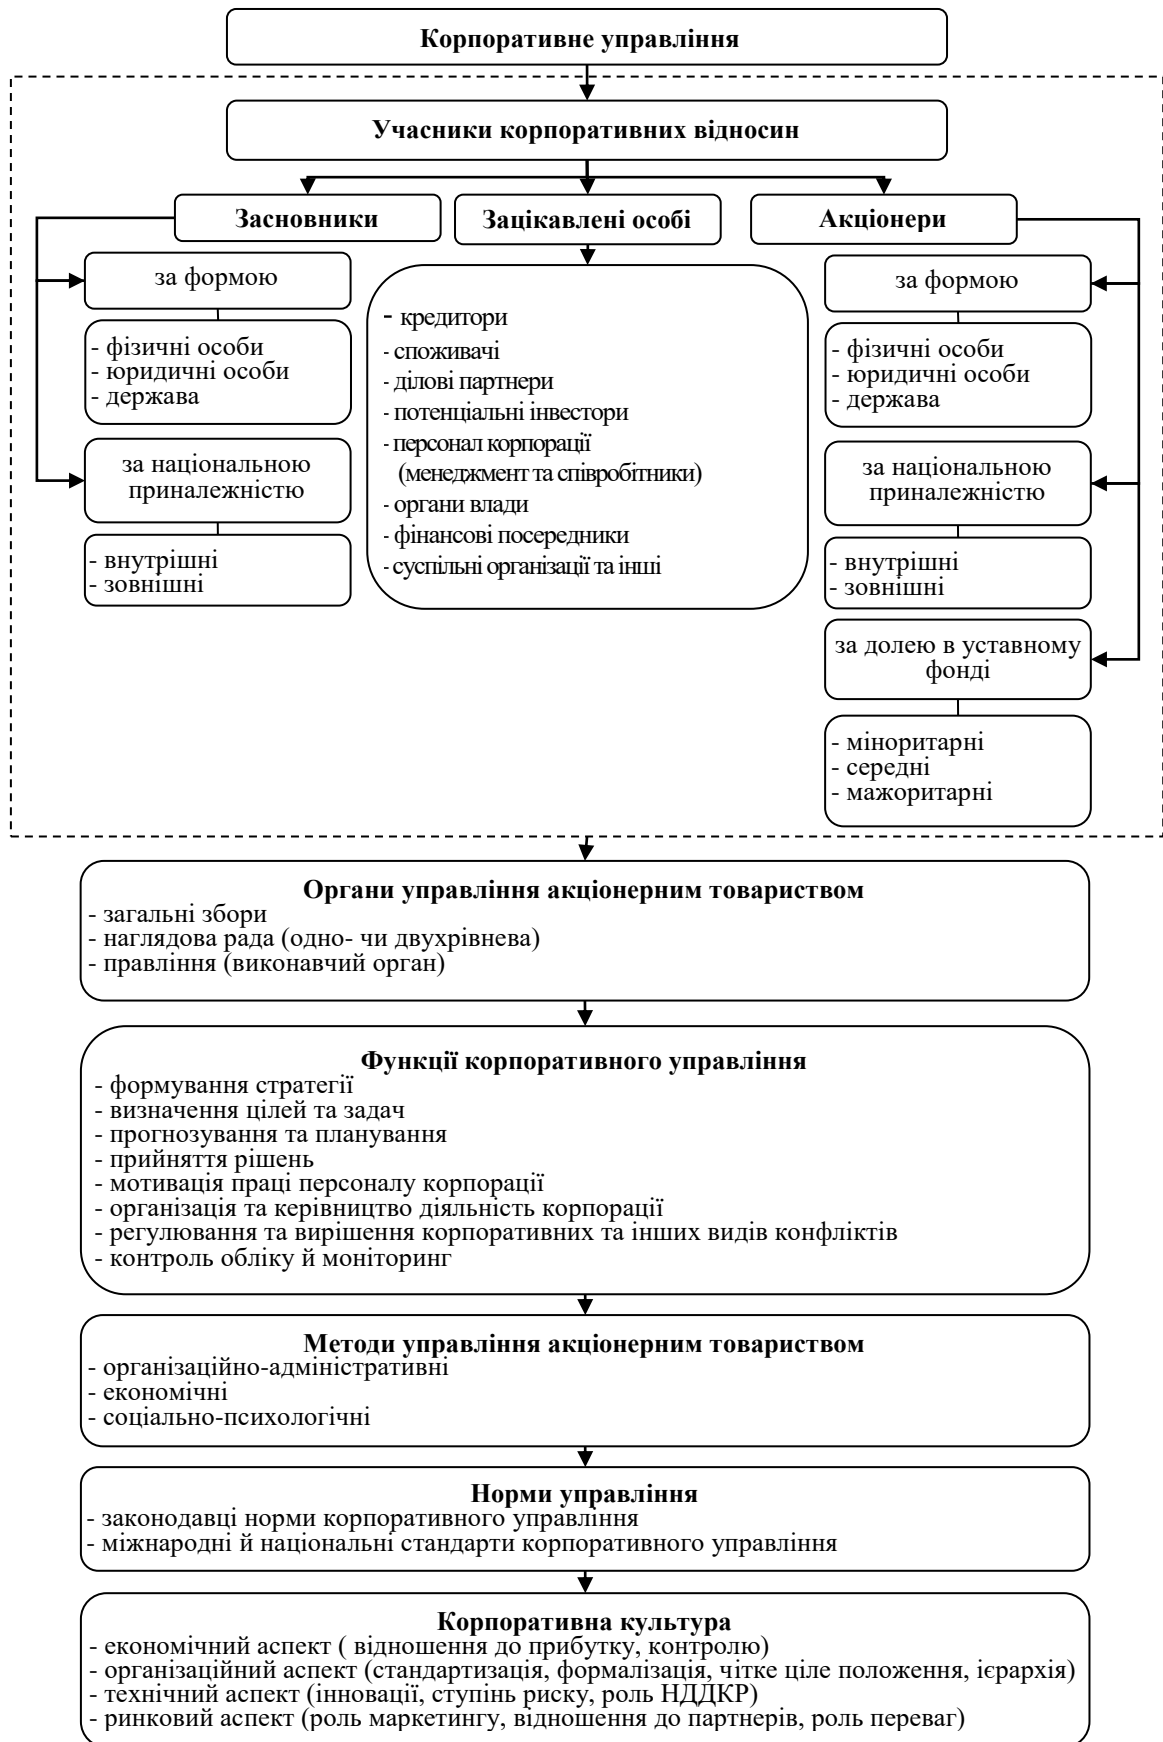 Корпоративне управління
Учасники корпоративних відносин
Засновники
Зацікавлені особі
Акціонери
за формою
- фізичні особи
- юридичні особи
- держава
за національною
приналежністю
- внутрішні
- зовнішні
- кредитори
- споживачі
- ділові партнери
- потенціальні інвестори
- персонал корпорації
(менеджмент та співробітники)
- органи влади
- фінансові посередники
- суспільні організації та інші
за формою
- фізичні особи
- юридичні особи
- держава
за національною
приналежністю
- внутрішні
- зовнішні
за долею в уставному
фонді
- міноритарні
- середні
- мажоритарні
Органи управління акціонерним товариством
- загальні збори
- наглядова рада (одно- чи двухрівнева)
- правління (виконавчий орган)
Функції корпоративного управління
- формування стратегії
- визначення цілей та задач
- прогнозування та планування
- прийняття рішень
- мотивація праці персоналу корпорації
- організація та керівництво діяльність корпорації
- регулювання та вирішення корпоративних та інших видів конфліктів
- контроль обліку й моніторинг
Методи управління акціонерним товариством
- організаційно-адміністративні
- економічні
- соціально-психологічні
Норми управління
- законодавці норми корпоративного управління
- міжнародні й національні стандарти корпоративного управління
Корпоративна культура
- економічний аспект ( відношення до прибутку, контролю)
- організаційний аспект (стандартизація, формалізація, чітке ціле положення, ієрархія)
- технічний аспект (інновації, ступінь риску, роль НДДКР)
- ринковий аспект (роль маркетингу, відношення до партнерів, роль переваг)